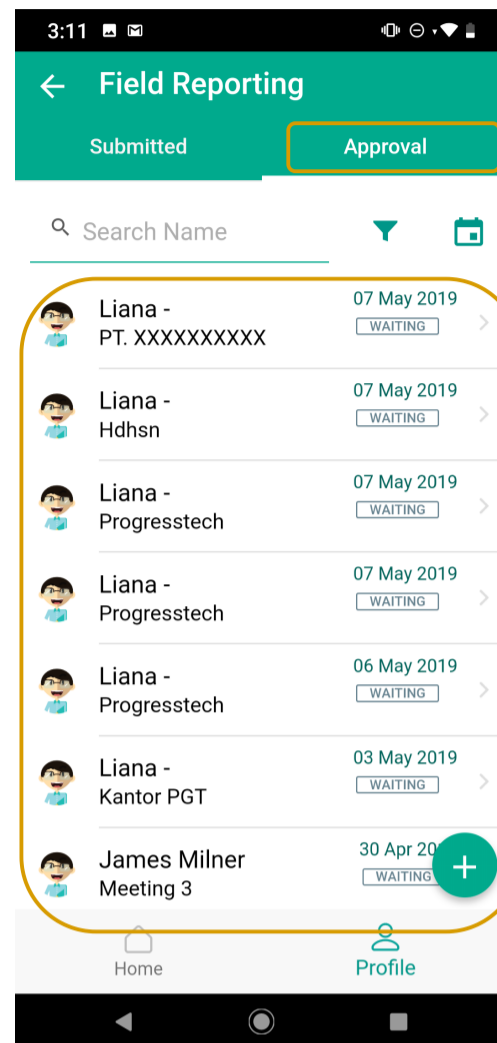 3:11
Field Reporting
Submitted
Approval
Search Name
Liana -
07 May 2019
PT. XXXXXXXXXX
WAITING
Liana -
07 May 2019
Hdhsn
WAITING
Liana -
07 May 2019
Progresstech
WAITING
Liana -
07 May 2019
Progresstech
WAITING
Liana -
06 May 2019
Progresstech
WAITING
Liana -
03 May 2019
Kantor PGT
WAITING
James Milner
30 Apr
Meeting 3
WAITING
Home
Profile